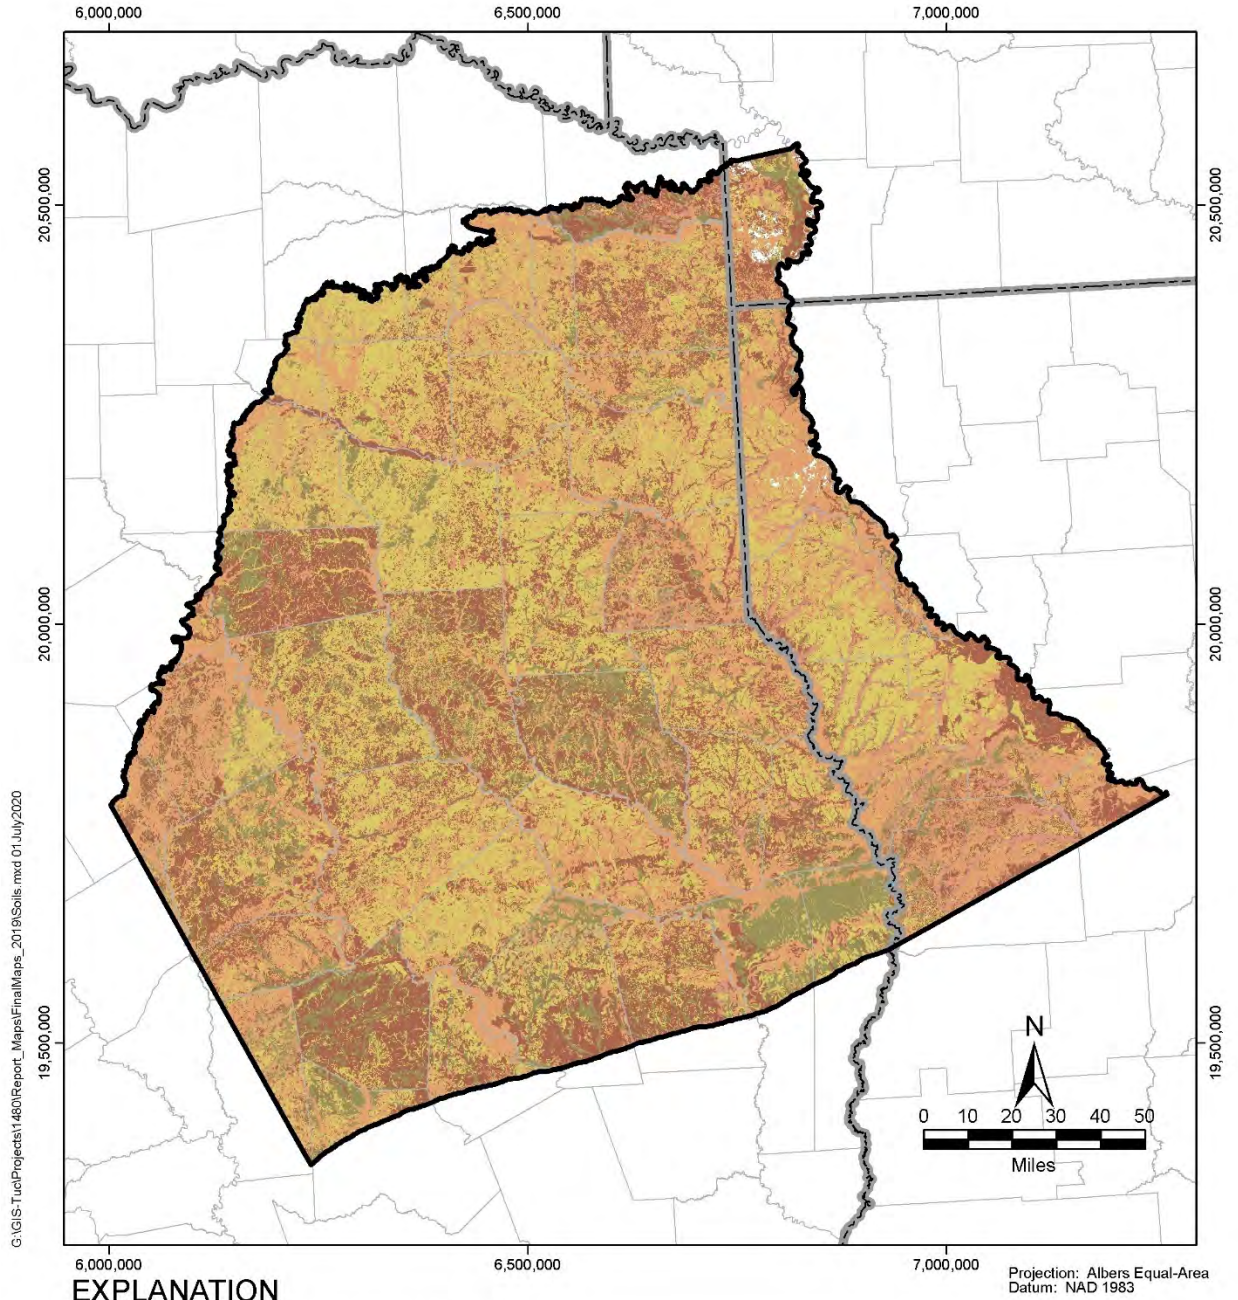 6,000,000 6,500,000 7,000,000
20,500,000 20,500,000
20,000,000 20,000,000
19,500,000 19,500,000
G:\GIS-Tuc\Projects\1480\Report_Maps\FinalMaps_2019\Soils.mxd 01July2020
N
0 10 20 30 40 50
Miles
6,000,000 6,500,000 7,000,000
EXPLANATION
Projection: Albers Equal-Area
Datum: NAD 1983